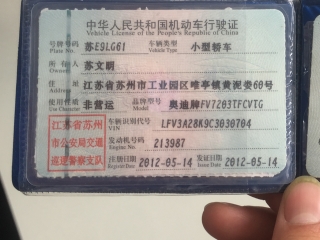 中华人民共和国机动车行驶证
Vehicle License of the People's Republic of China
号牌号码 苏E9LG61 车辆类型 小型轿车
Plate No. Vehicle Type
所有人 苏文明
Owner
住址 江苏省苏州市工业园区唯亭镇黄泥娄60号
Address
使用性质 非营运 品牌型号 奥迪牌FV7203TFCVTG
Use Character Model
江苏省苏州 车辆识别代号 LFV3A28K9C3030704
VIN
市公安局交通 发动机号码 213987
Engine No.
巡逻警察支队 注册日期 2012-05-14 发证日期 2012-05-14
Register Date Issue Date